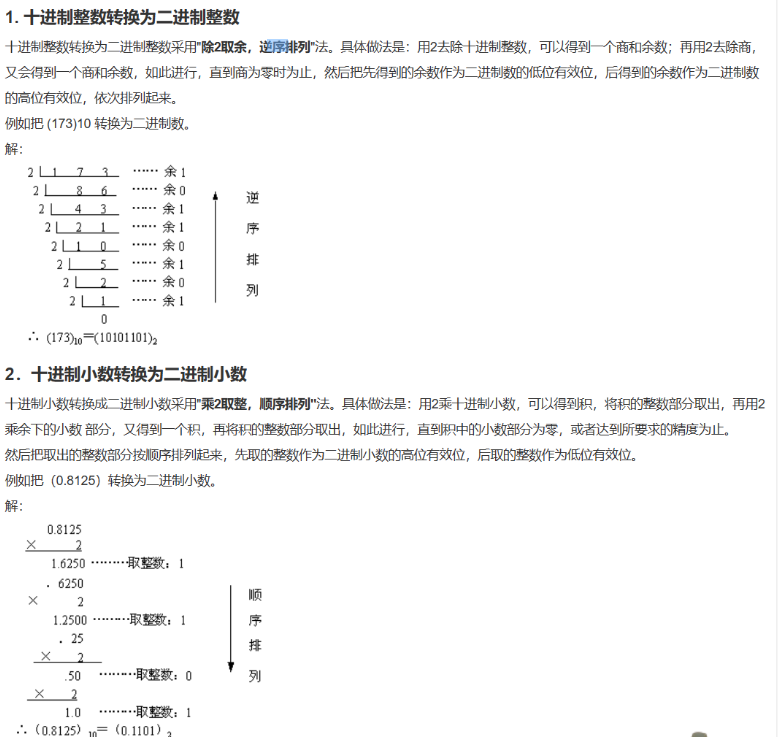 1. 十进制整数转换为二进制整数
十进制整数转换为二进制整数采用"除2取余，逆序排列"法。具体做法是：用2去除十进制整数，可以得到一个商和余数；再用2去除商，
又会得到一个商和余数，如此进行，直到商为零时为止，然后把先得到的余数作为二进制数的低位有效位，后得到的余数作为二进制数
的高位有效位，依次排列起来。
例如把 (173)10 转换为二进制数。
解：
2 1 7 3 …… 余 1
2 8 6 …… 余 0
2 4 3 …… 余 1
2 2 1 …… 余 1
2 1 0 …… 余 0
2 5 …… 余 1
2 2 …… 余 0
2 1 …… 余 1
0
逆
序
排
列
∴ (173)10＝(10101101)2
2．十进制小数转换为二进制小数
十进制小数转换成二进制小数采用"乘2取整，顺序排列"法。具体做法是：用2乘十进制小数，可以得到积，将积的整数部分取出，再用2
乘余下的小数 部分，又得到一个积，再将积的整数部分取出，如此进行，直到积中的小数部分为零，或者达到所要求的精度为止。
然后把取出的整数部分按顺序排列起来，先取的整数作为二进制小数的高位有效位，后取的整数作为低位有效位。
例如把（0.8125）转换为二进制小数。
解：
0.8125
× 2
1.6250 ………取整数：1
. 6250
× 2
1.2500 ………取整数：1
. 25
× 2
.50 ………取整数：0
× 2
1.0 ………取整数：1
顺
序
排
列
∴（0.8125）10＝（0.1101）2